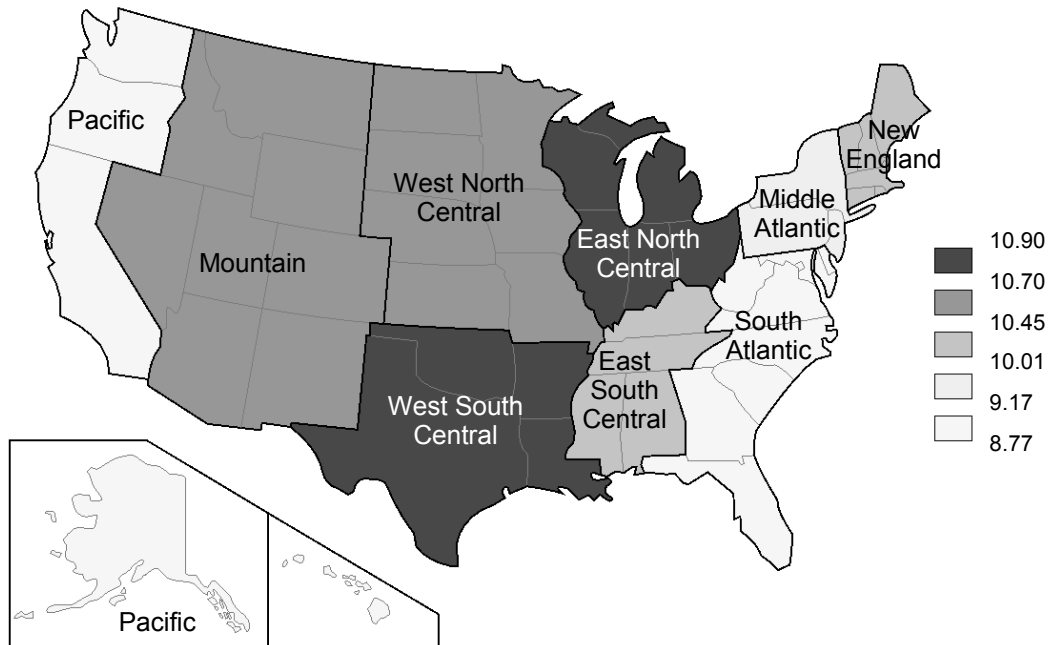 Pacific
Mountain
West North
Central
West South
Central
East North
Central
East
South
Central
New
England
Middle
Atlantic
South
Atlantic
Pacific
10.90
10.70
10.45
10.01
9.17
8.77